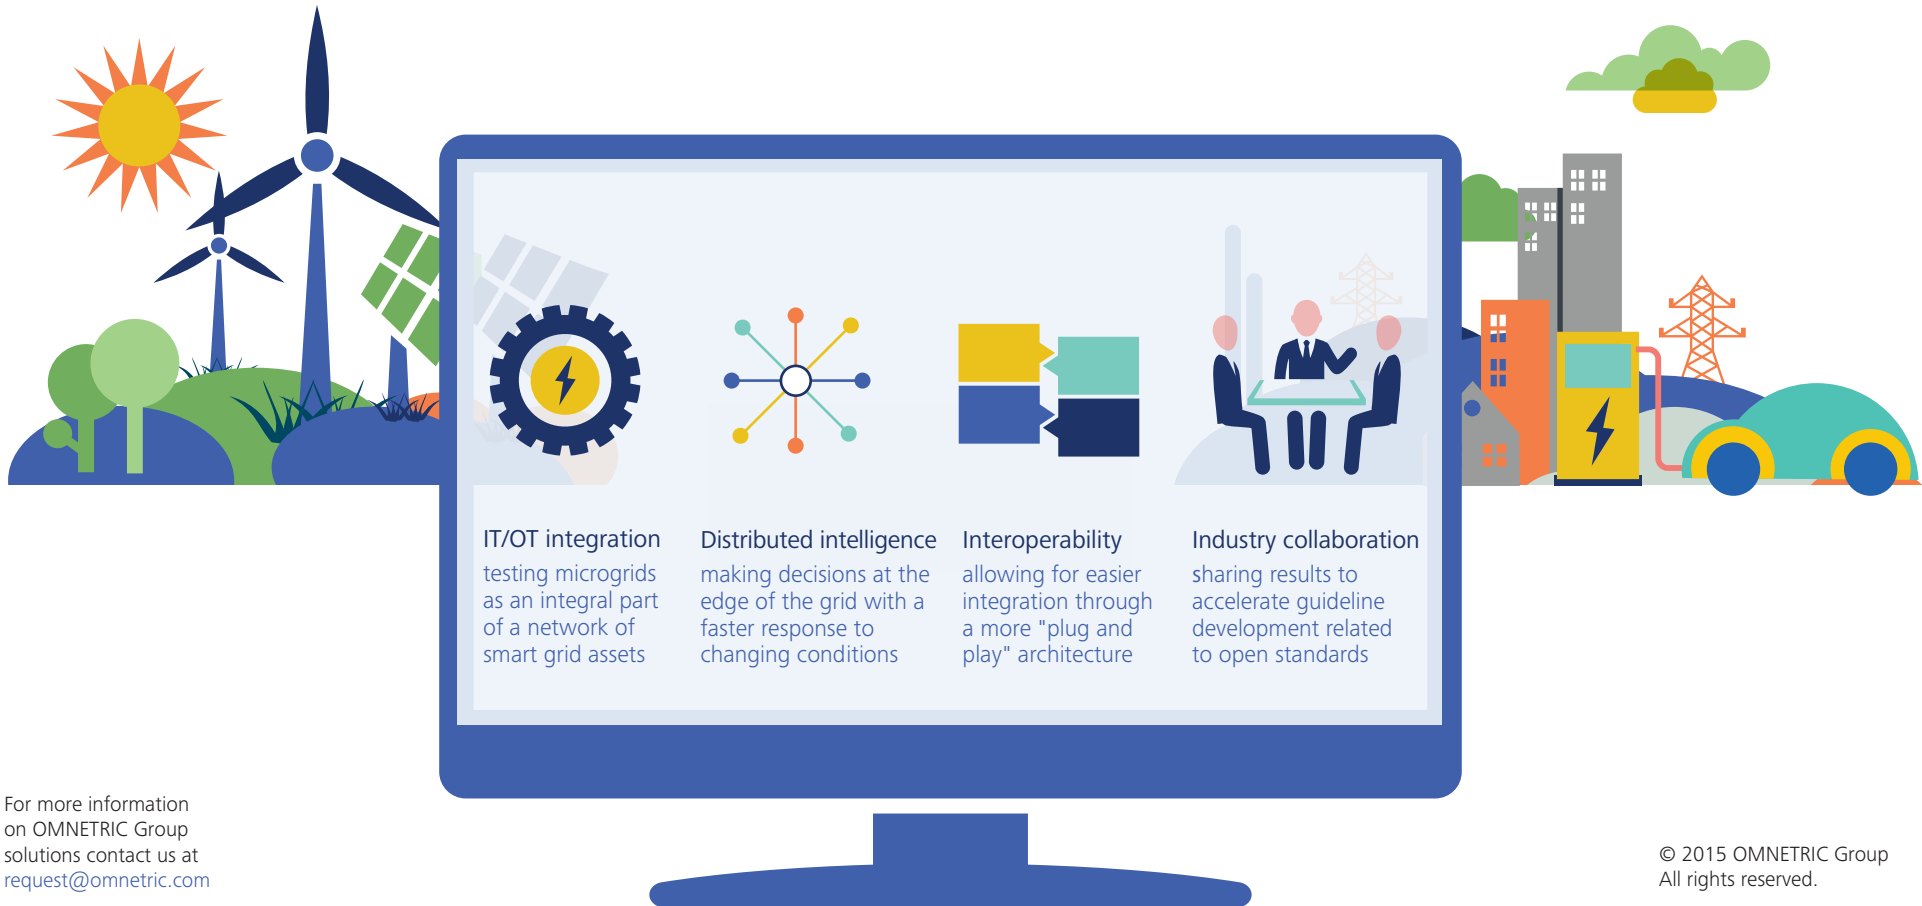 IT/OT integration
testing microgrids
as an integral part
of a network of
smart grid assets
Distributed intelligence
making decisions at the
edge of the grid with a
faster response to
changing conditions
Interoperability
allowing for easier
integration through
a more "plug and
play" architecture
Industry collaboration
sharing results to
accelerate guideline
development related
to open standards
For more information
on OMNETRIC Group
solutions contact us at
request@omnetric.com
© 2015 OMNETRIC Group
All rights reserved.